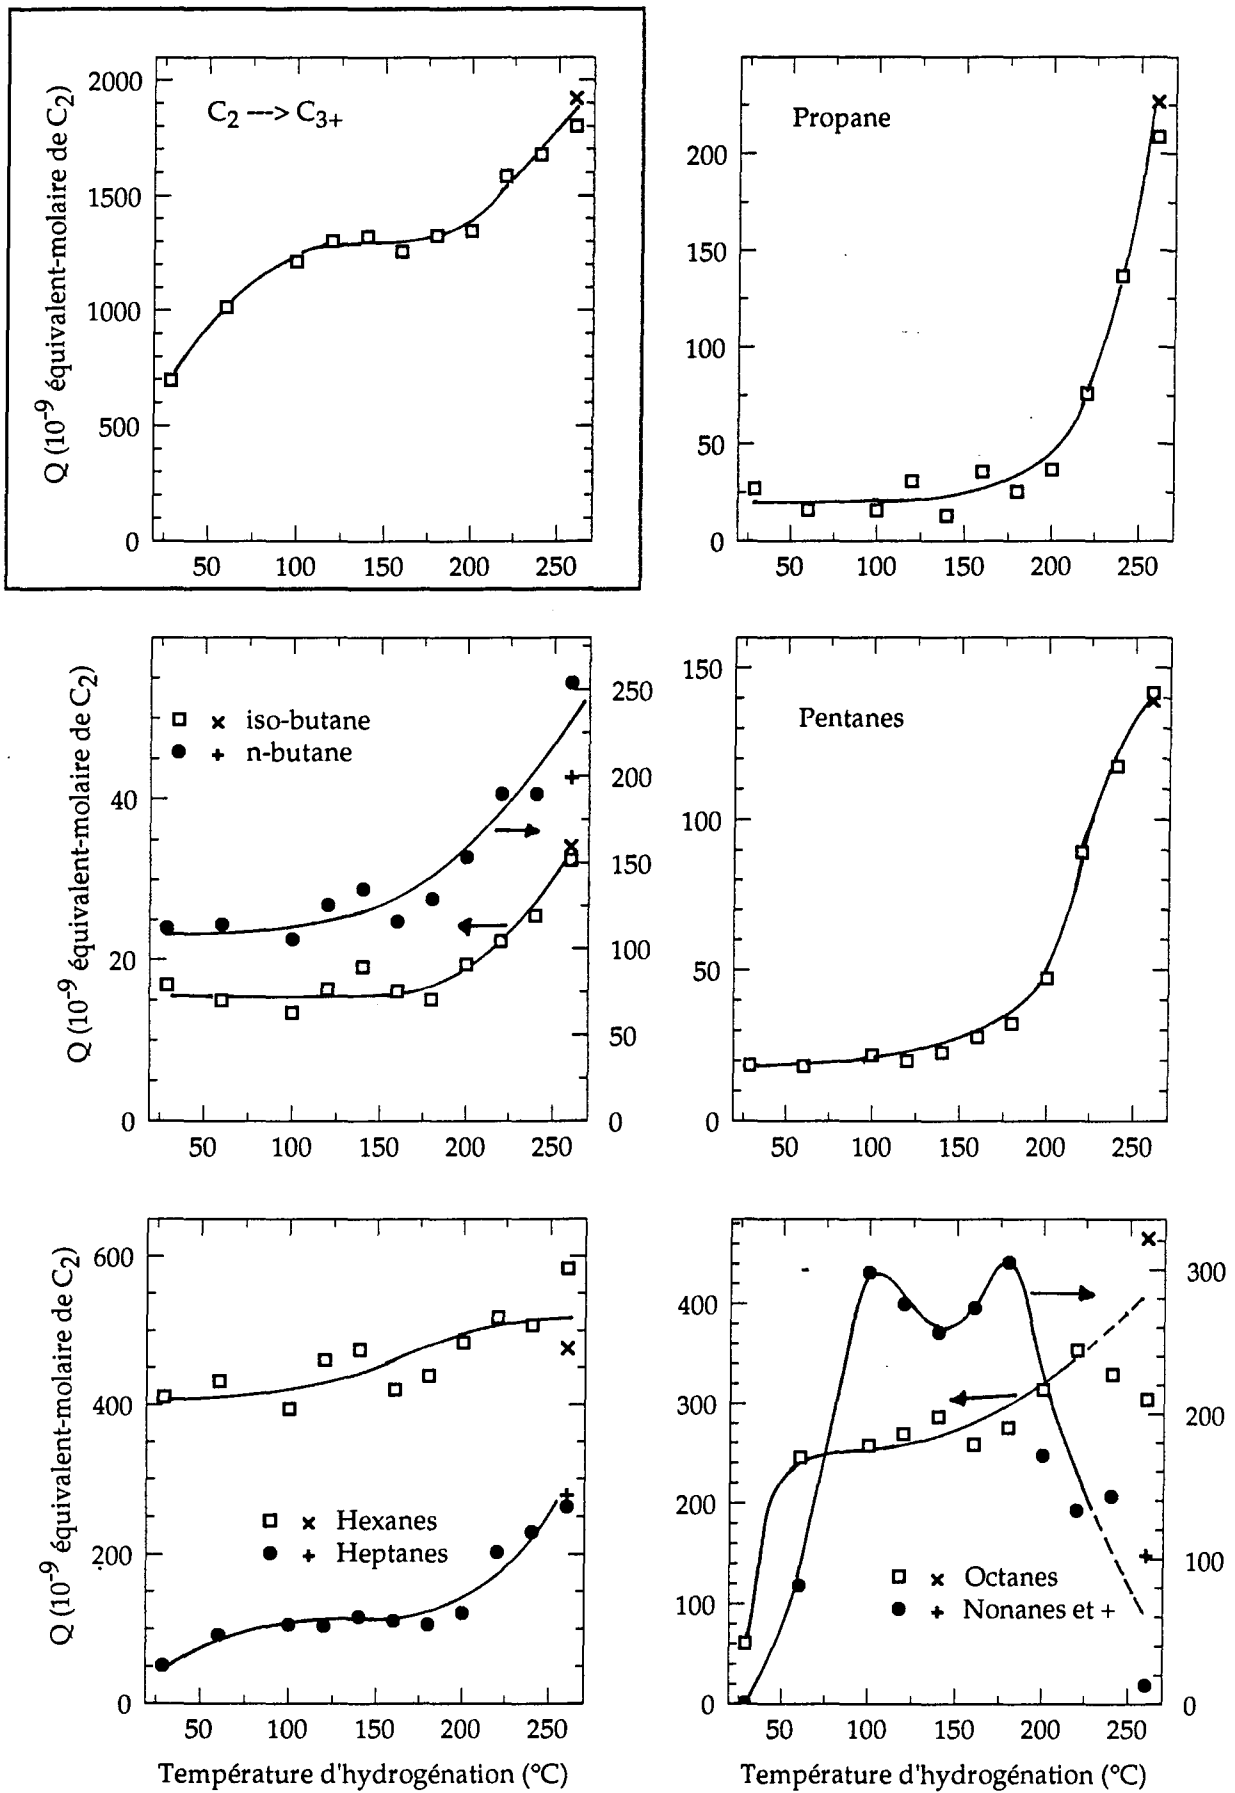 Q (10⁻⁹ équivalent-molaire de C₂)
2000
1500
1000
500
0
C₂ ---> C₃₊
50 100 150 200 250
200
150
100
50
0
Propane
50 100 150 200 250
Q (10⁻⁹ équivalent-molaire de C₂)
40
20
0
□ × iso-butane
● + n-butane
250
200
150
100
50
0
50 100 150 200 250
150
100
50
0
Pentanes
50 100 150 200 250
Q (10⁻⁹ équivalent-molaire de C₂)
600
400
200
0
□ × Hexanes
● + Heptanes
50 100 150 200 250
Température d'hydrogénation (°C)
400
300
200
100
0
300
200
100
0
□ × Octanes
● + Nonanes et +
50 100 150 200 250
Température d'hydrogénation (°C)